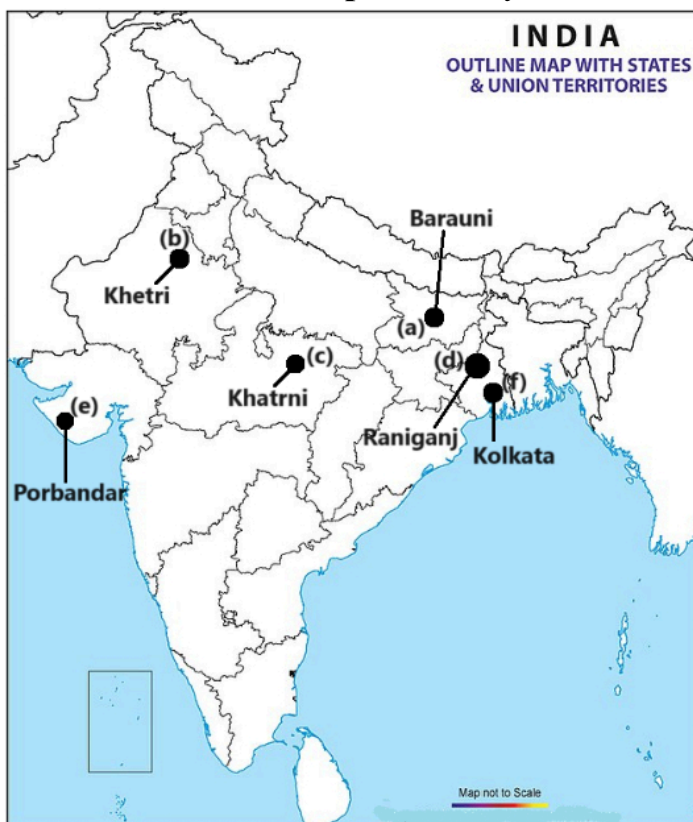 INDIA
OUTLINE MAP WITH STATES
& UNION TERRITORIES
Barauni
(b)
Khetri
(a)
(c)
(d)
Khatrni
(f)
(e)
Raniganj
Kolkata
Porbandar
Map not to Scale